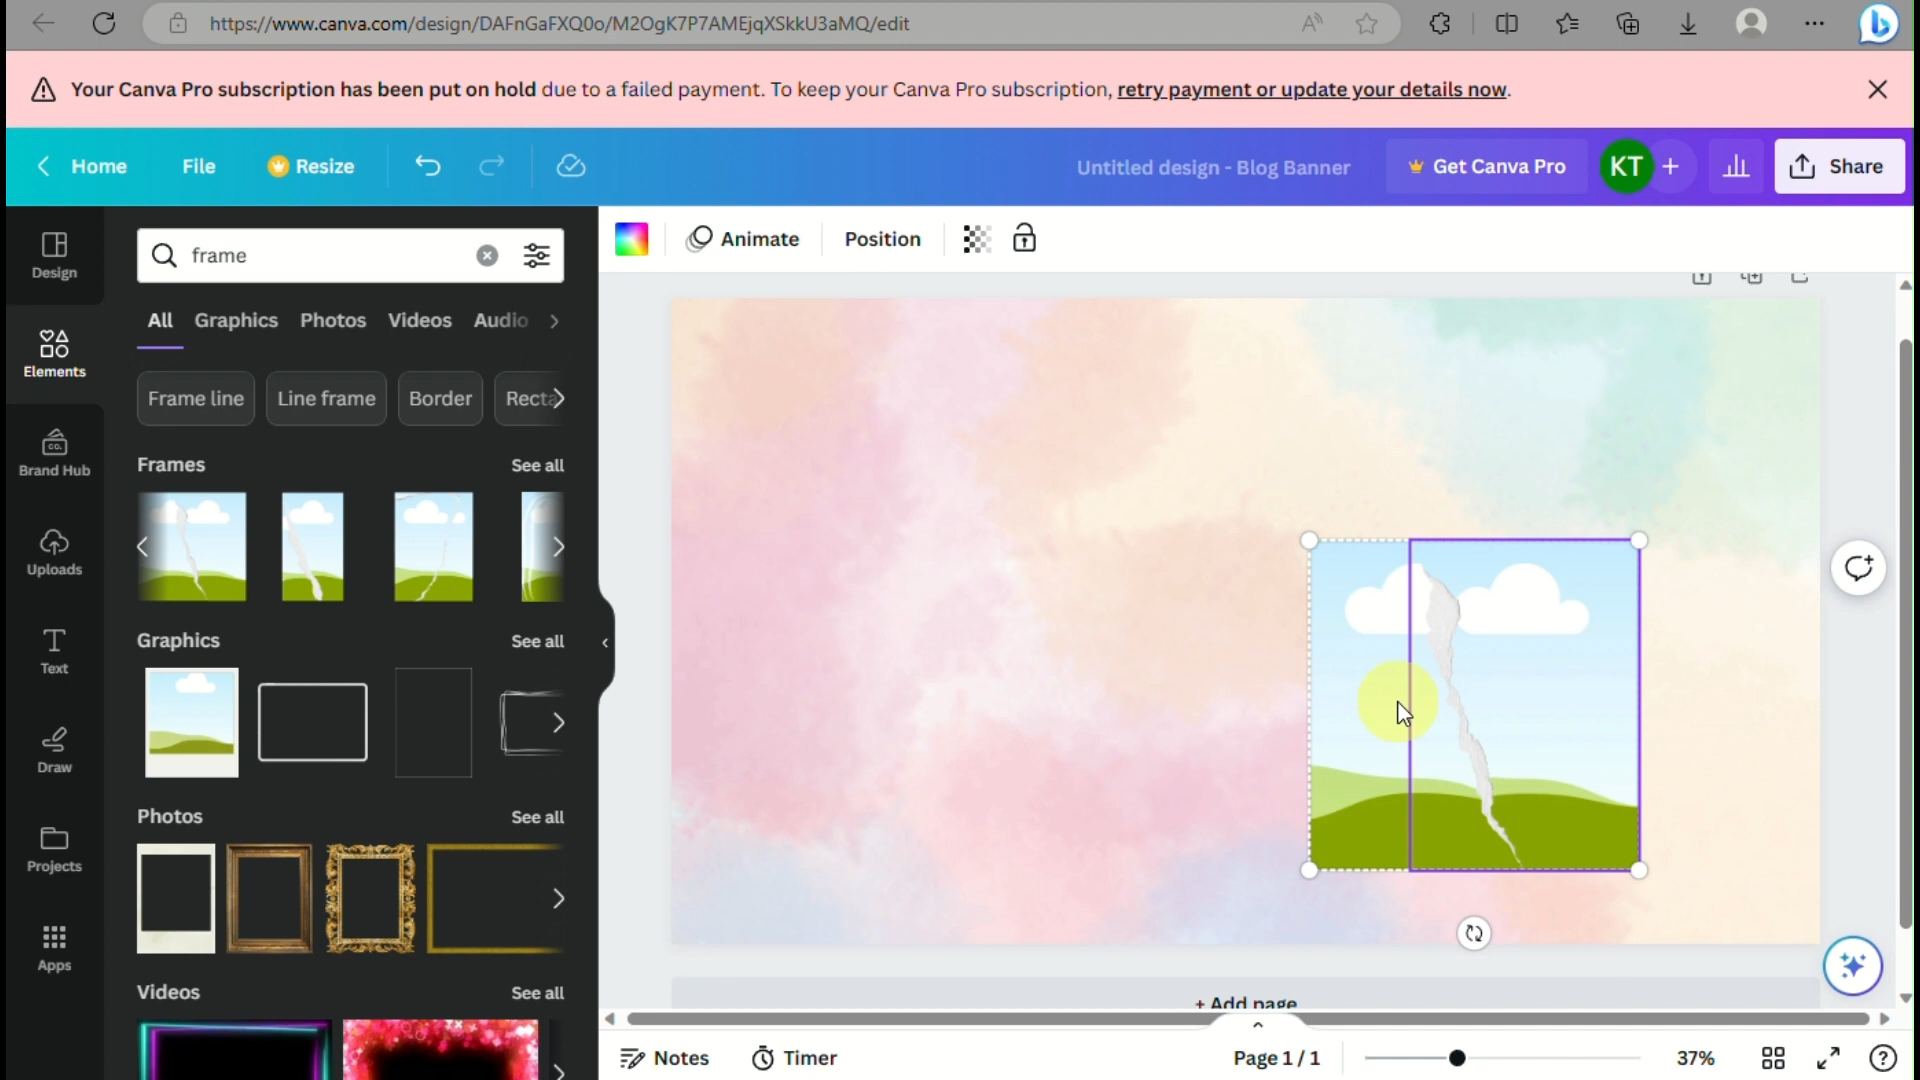 https://www.canva.com/design/DAFnGaFXQ0o/M2OgK7P7AMEjqXSkkU3aMQ/edit
Your Canva Pro subscription has been put on hold due to a failed payment. To keep your Canva Pro subscription, retry payment or update your details now.
Home File Resize Untitled design - Blog Banner Get Canva Pro KT + Share
Design
Elements
Brand Hub
CO.
Uploads
Text
Draw
Projects
Apps
frame
All Graphics Photos Videos Audio
Frame line Line frame Border Recta
Frames See all
Graphics See all
Photos See all
Videos See all
Animate Position
+ Add page
Notes Timer Page 1 / 1 37%